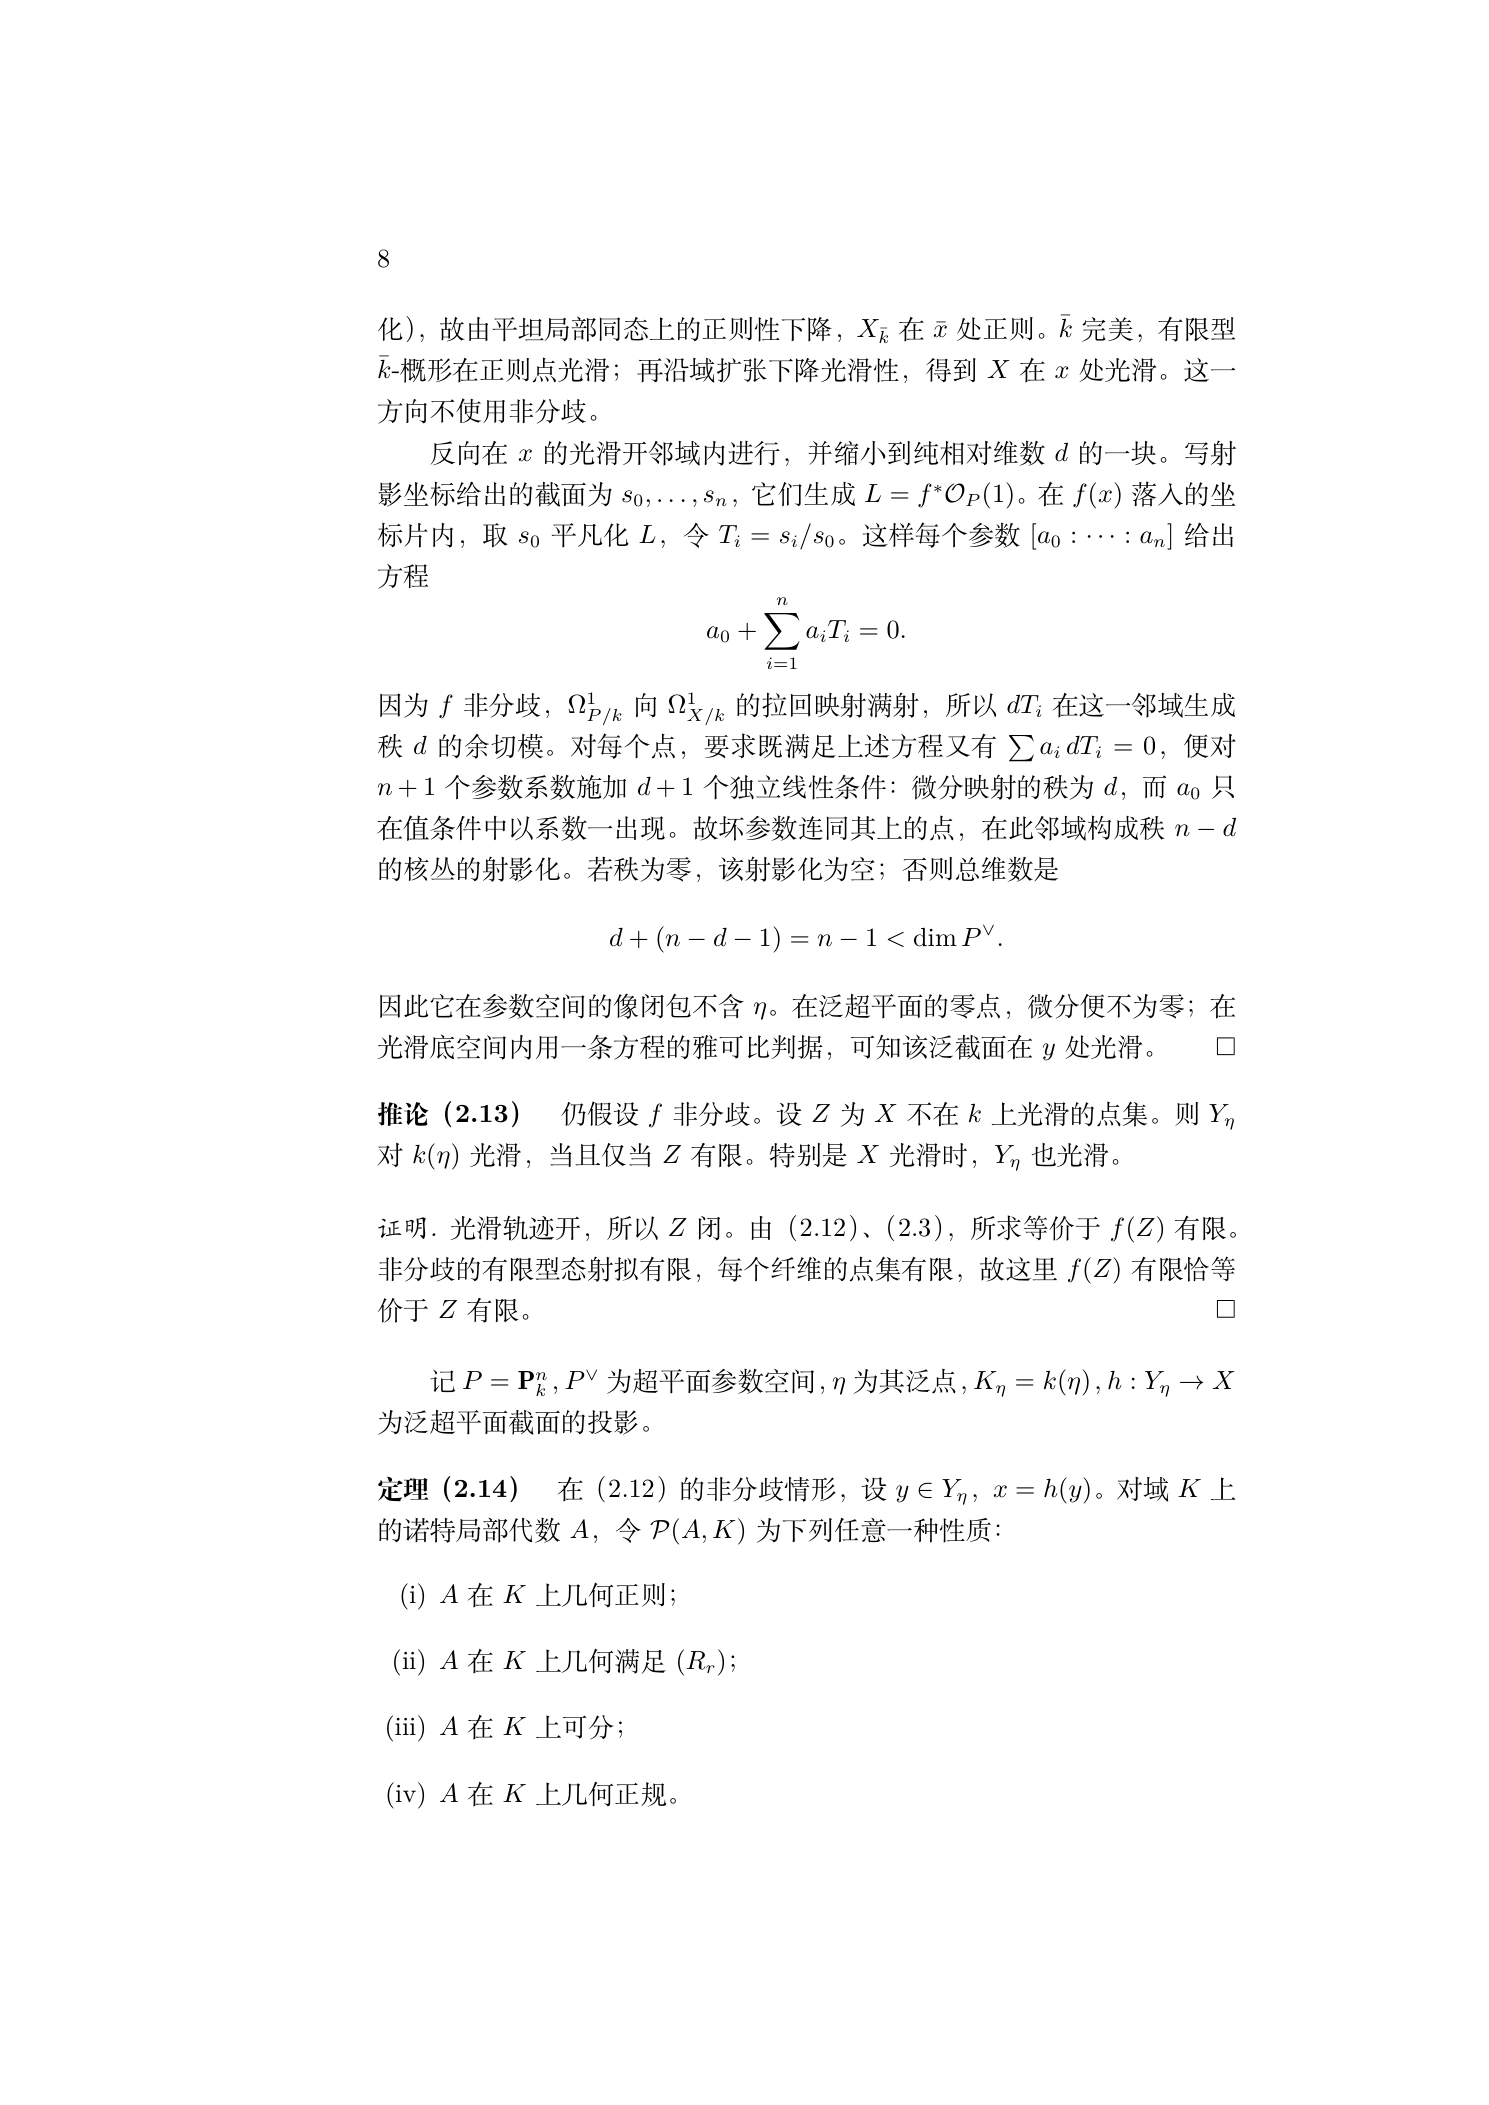 8
化），故由平坦局部同态上的正则性下降，$X_{\bar{k}}$ 在 $\bar{x}$ 处正则。$\bar{k}$ 完美，有限型
$\bar{k}$-概形在正则点光滑；再沿域扩张下降光滑性，得到 $X$ 在 $x$ 处光滑。这一
方向不使用非分歧。
反向在 $x$ 的光滑开邻域内进行，并缩小到纯相对维数 $d$ 的一块。写射
影坐标给出的截面为 $s_0, \ldots, s_n$，它们生成 $L = f^*\mathcal{O}_P(1)$。在 $f(x)$ 落入的坐
标片内，取 $s_0$ 平凡化 $L$，令 $T_i = s_i/s_0$。这样每个参数 $[a_0 : \cdots : a_n]$ 给出
方程
$a_0 + \sum_{i=1}^{n} a_i T_i = 0.$
因为 $f$ 非分歧，$\Omega^1_{P/k}$ 向 $\Omega^1_{X/k}$ 的拉回映射满射，所以 $dT_i$ 在这一邻域生成
秩 $d$ 的余切模。对每个点，要求既满足上述方程又有 $\sum a_i\, dT_i = 0$，便对
$n + 1$ 个参数系数施加 $d + 1$ 个独立线性条件：微分映射的秩为 $d$，而 $a_0$ 只
在值条件中以系数一出现。故坏参数连同其上的点，在此邻域构成秩 $n - d$
的核丛的射影化。若秩为零，该射影化为空；否则总维数是
$d + (n - d - 1) = n - 1 < \dim P^\vee.$
因此它在参数空间的像闭包不含 $\eta$。在泛超平面的零点，微分便不为零；在
光滑底空间内用一条方程的雅可比判据，可知该泛截面在 $y$ 处光滑。 □
推论（2.13） 仍假设 $f$ 非分歧。设 $Z$ 为 $X$ 不在 $k$ 上光滑的点集。则 $Y_\eta$
对 $k(\eta)$ 光滑，当且仅当 $Z$ 有限。特别是 $X$ 光滑时，$Y_\eta$ 也光滑。
证明. 光滑轨迹开，所以 $Z$ 闭。由（2.12）、（2.3），所求等价于 $f(Z)$ 有限。
非分歧的有限型态射拟有限，每个纤维的点集有限，故这里 $f(Z)$ 有限恰等
价于 $Z$ 有限。 □
记 $P = \mathbf{P}^n_k$, $P^\vee$ 为超平面参数空间, $\eta$ 为其泛点, $K_\eta = k(\eta)$, $h : Y_\eta \to X$
为泛超平面截面的投影。
定理（2.14） 在（2.12）的非分歧情形，设 $y \in Y_\eta$，$x = h(y)$。对域 $K$ 上
的诺特局部代数 $A$，令 $\mathcal{P}(A, K)$ 为下列任意一种性质：
(i) $A$ 在 $K$ 上几何正则；
(ii) $A$ 在 $K$ 上几何满足 $(R_r)$；
(iii) $A$ 在 $K$ 上可分；
(iv) $A$ 在 $K$ 上几何正规。